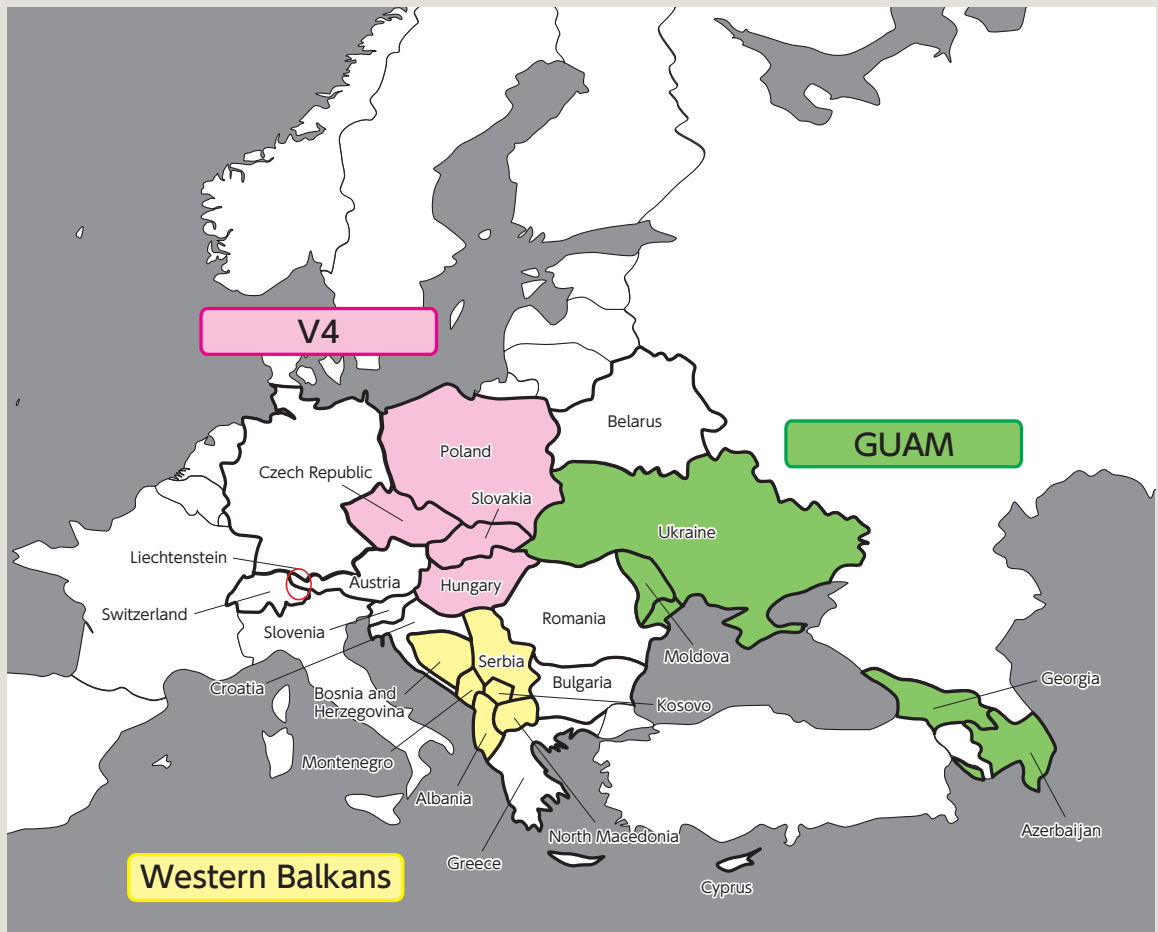 V4
Belarus
GUAM
Poland
Czech Republic
Slovakia
Ukraine
Liechtenstein
Austria
Hungary
Switzerland
Romania
Slovenia
Moldova
Serbia
Georgia
Bulgaria
Croatia
Bosnia and
Herzegovina
Kosovo
Montenegro
Albania
Azerbaijan
North Macedonia
Greece
Western Balkans
Cyprus